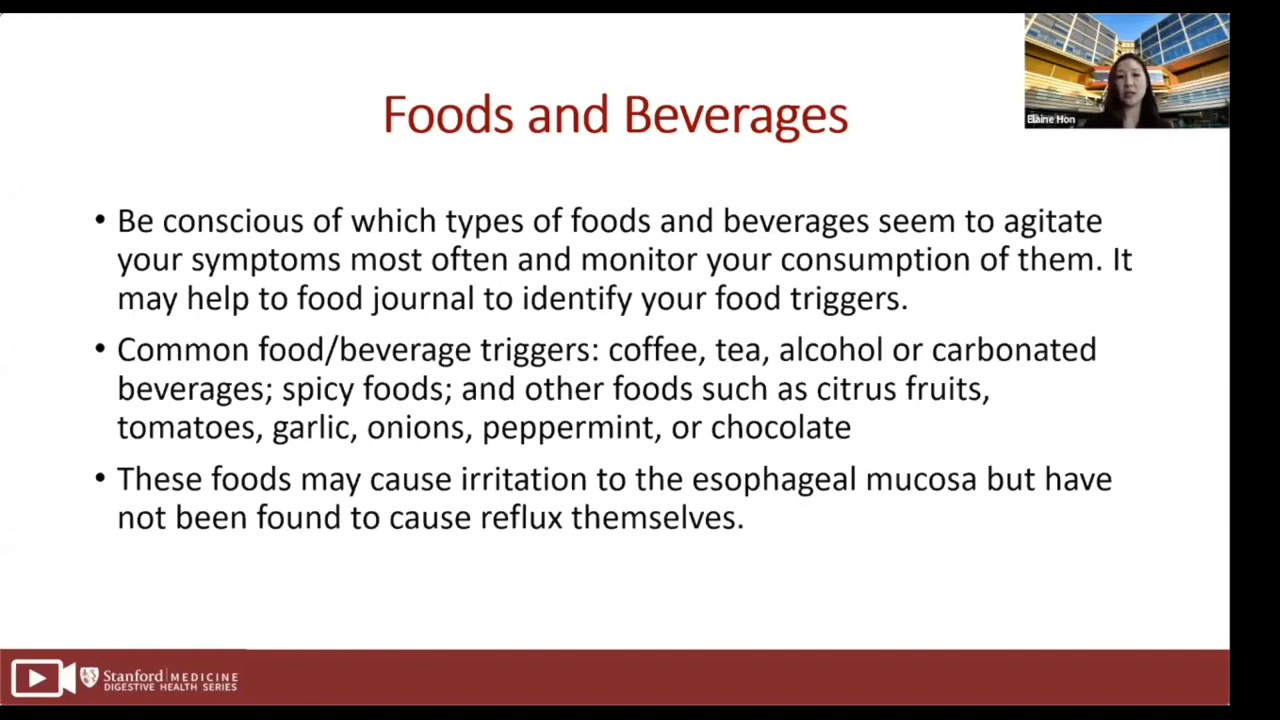 Elaine Hon
Foods and Beverages
• Be conscious of which types of foods and beverages seem to agitate
your symptoms most often and monitor your consumption of them. It
may help to food journal to identify your food triggers.
• Common food/beverage triggers: coffee, tea, alcohol or carbonated
beverages; spicy foods; and other foods such as citrus fruits,
tomatoes, garlic, onions, peppermint, or chocolate
• These foods may cause irritation to the esophageal mucosa but have
not been found to cause reflux themselves.
Stanford MEDICINE
DIGESTIVE HEALTH SERIES